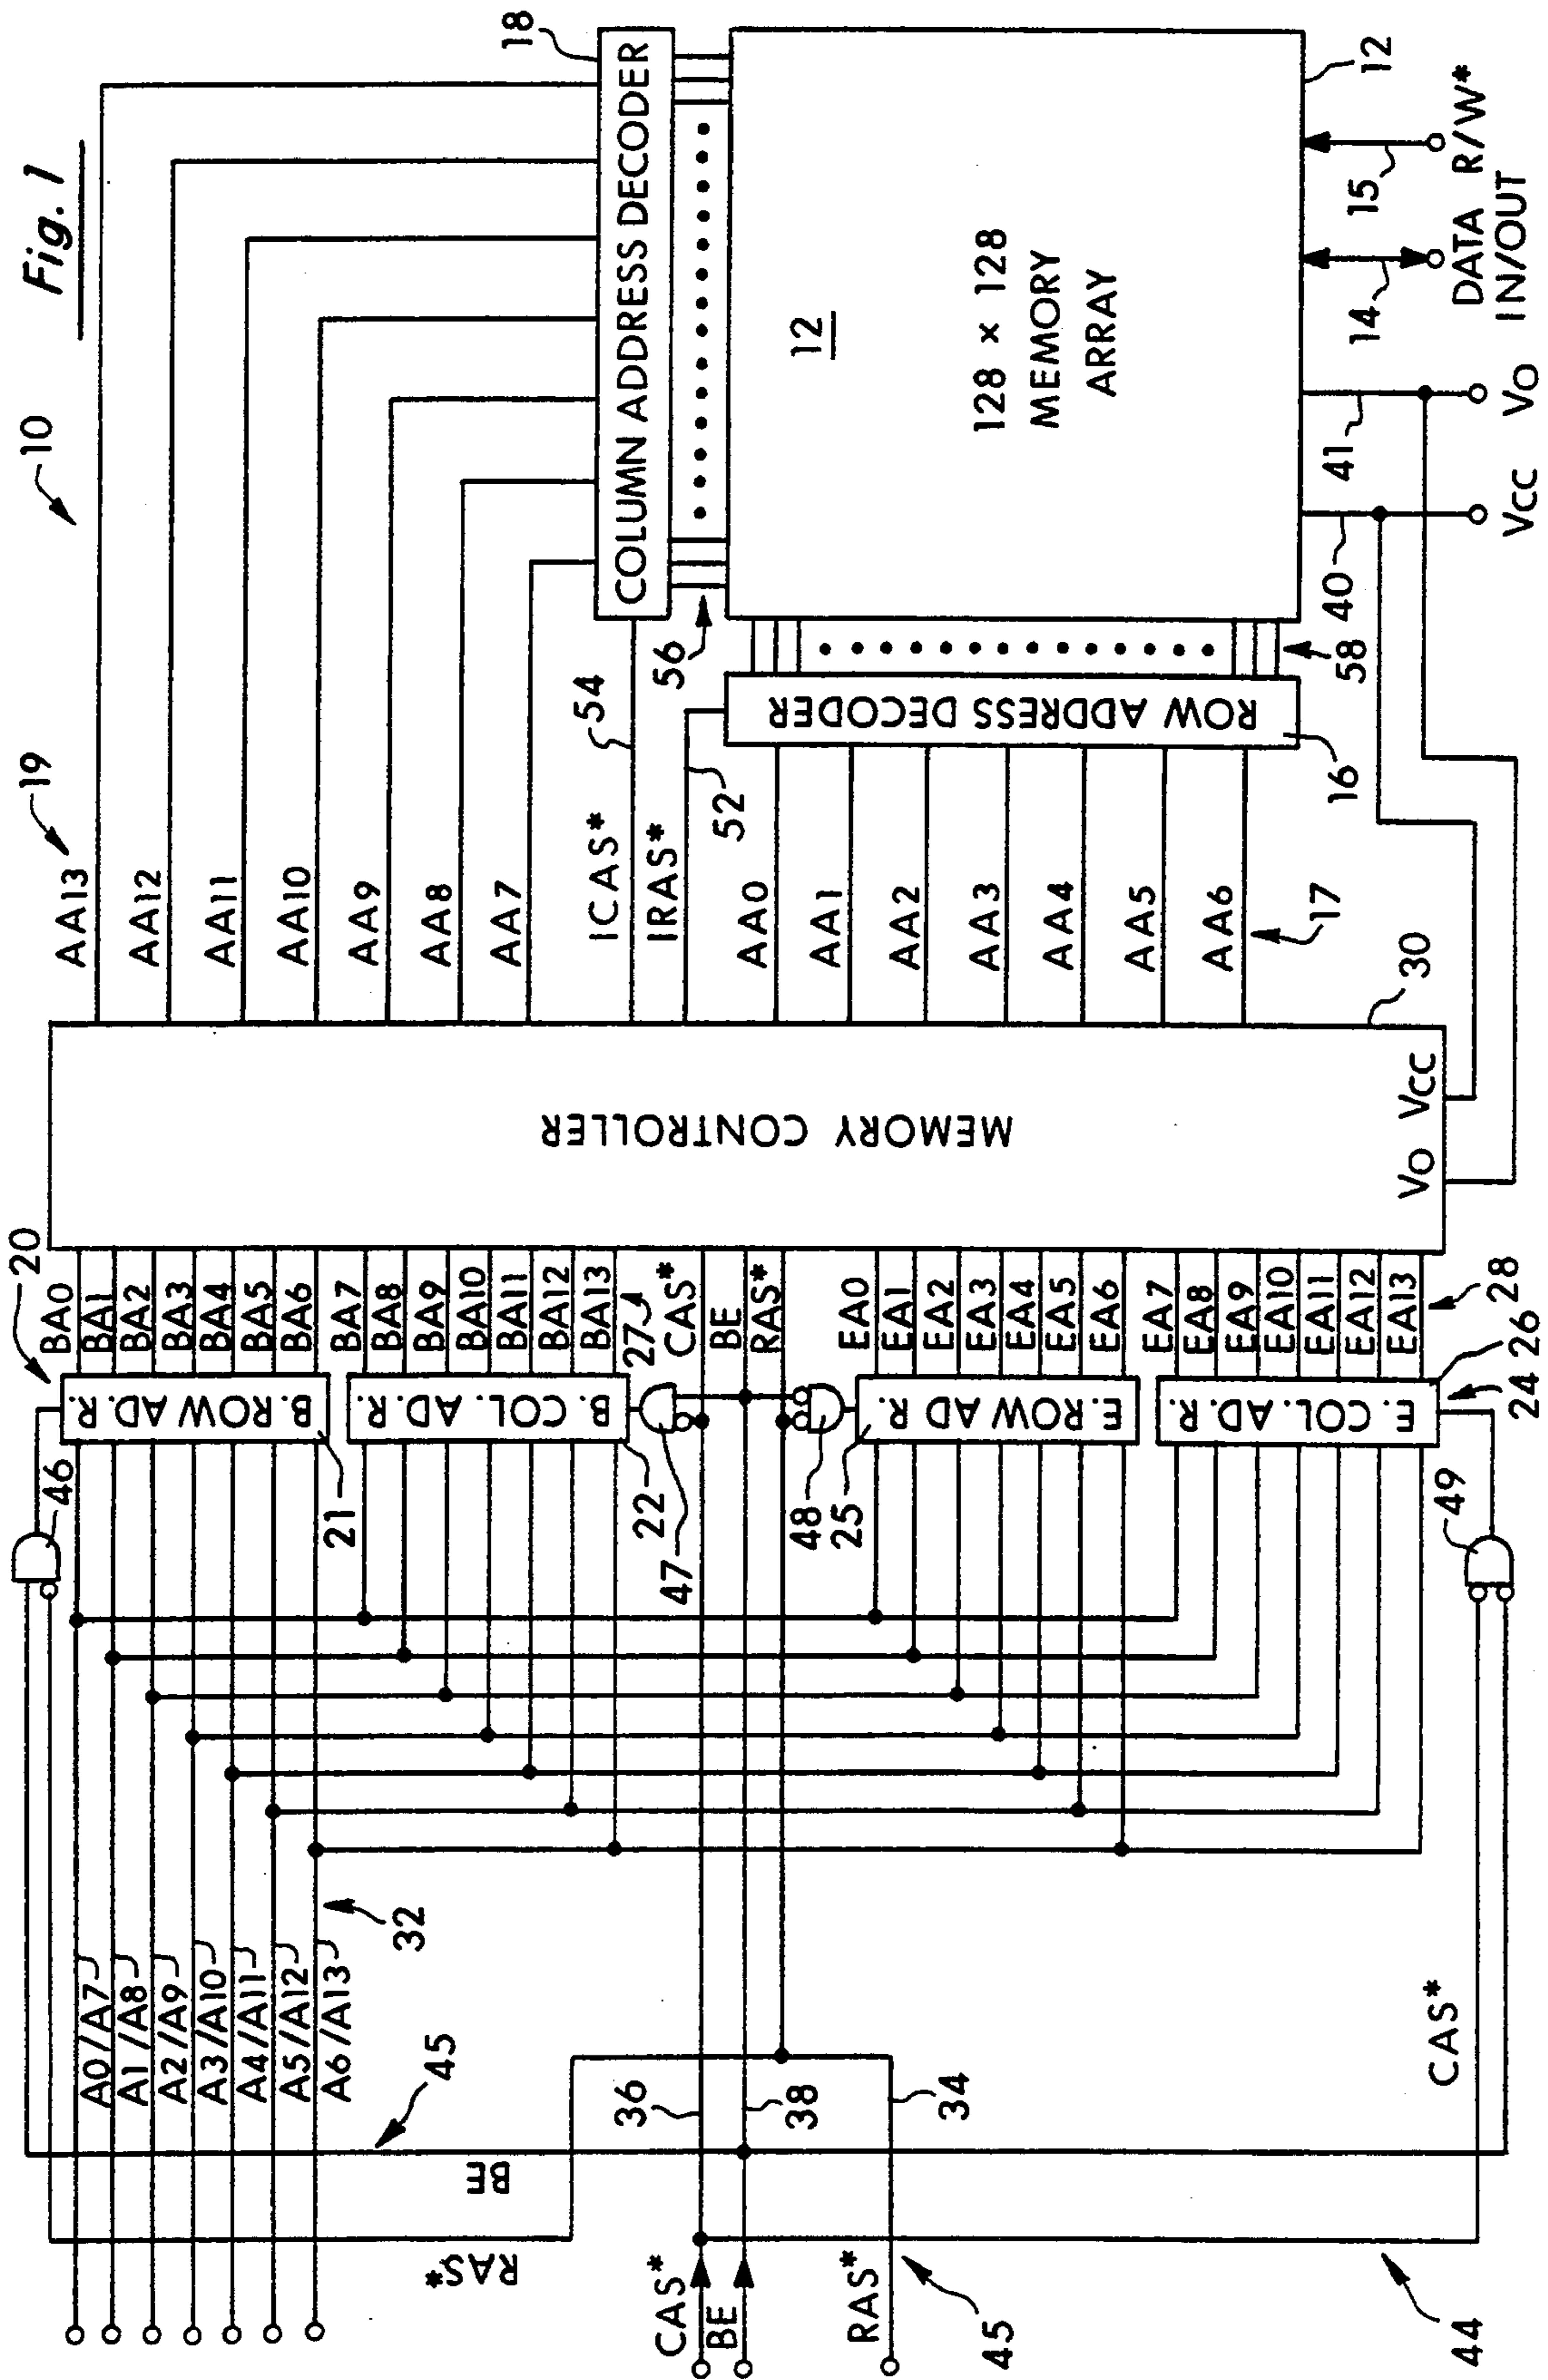 Fig. 1
10
19
20
AA13
AA12
AA11
AA10
AA9
AA8
AA7
ICAS*
IRAS*
AA0
AA1
AA2
AA3
AA4
AA5
AA6
17
54
52
56
58
18
COLUMN ADDRESS DECODER
ROW ADDRESS DECODER
16
12
128 × 128
MEMORY
ARRAY
12
40
41
14
15
VCC
VO
DATA
IN/OUT
R/W*
MEMORY CONTROLLER
30
VO
VCC
BA0
BA1
BA2
BA3
BA4
BA5
BA6
BA7
BA8
BA9
BA10
BA11
BA12
BA13
27
CAS*
BE
RAS*
EA0
EA1
EA2
EA3
EA4
EA5
EA6
EA7
EA8
EA9
EA10
EA11
EA12
EA13
28
B. ROW AD. R.
B. COL. AD. R.
E. ROW AD R.
E. COL. AD. R.
26
24
46
21
22
47
48
25
49
A0/A7
A1/A8
A2/A9
A3/A10
A4/A11
A5/A12
A6/A13
32
45
BE
RAS*
36
38
34
CAS*
CAS*
BE
RAS*
45
44